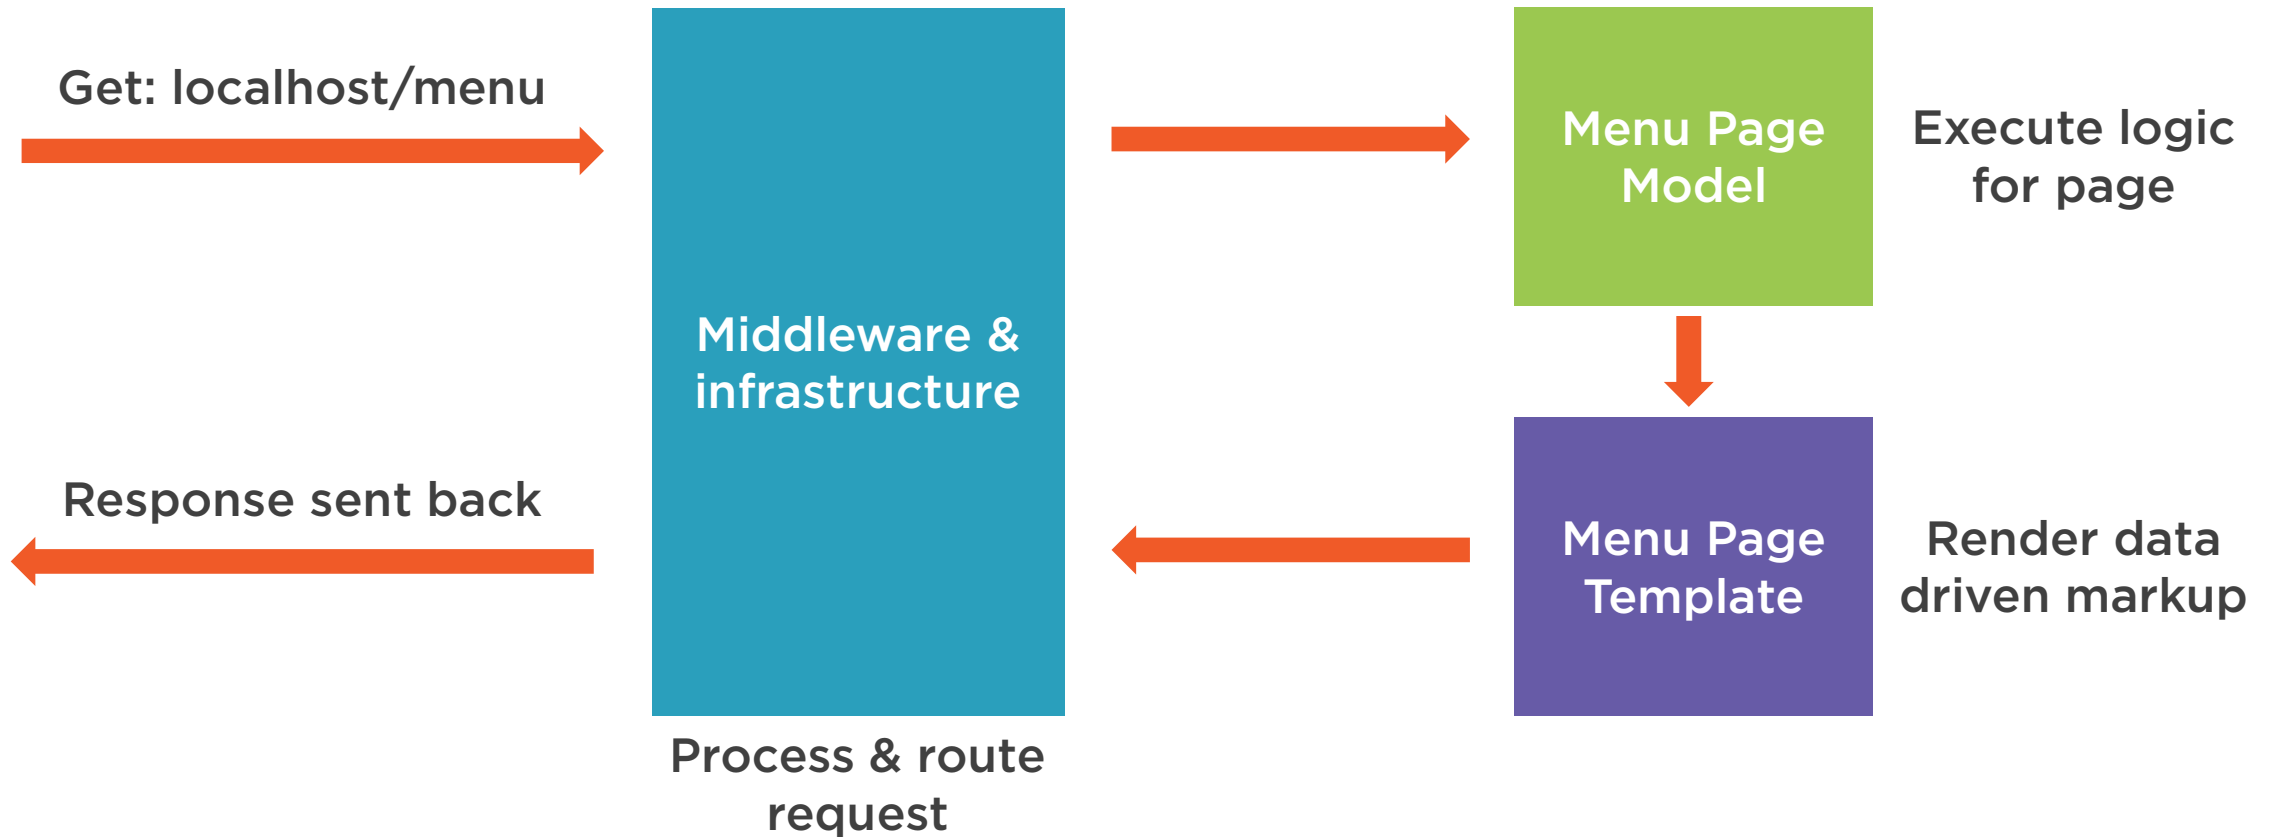 Get: localhost/menu
Middleware &
infrastructure
Process & route
request
Menu Page
Model
Execute logic
for page
Menu Page
Template
Render data
driven markup
Response sent back